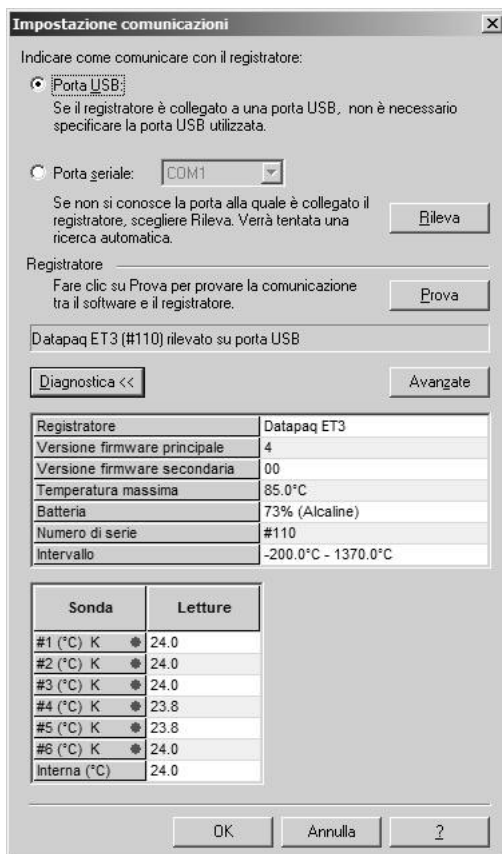 Impostazione comunicazioni
Indicare come comunicare con il registratore:
Porta USB:
Se il registratore è collegato a una porta USB, non è necessario
specificare la porta USB utilizzata.
Porta seriale: COM1
Se non si conosce la porta alla quale è collegato il
registratore, scegliere Rileva. Verrà tentata una
ricerca automatica.
Rileva
Registratore
Fare clic su Prova per provare la comunicazione
tra il software e il registratore.
Prova
Datapaq ET3 (#110) rilevato su porta USB
Diagnostica << Avanzate
Registratore Datapaq ET3
Versione firmware principale 4
Versione firmware secondaria 00
Temperatura massima 85.0°C
Batteria 73% (Alcaline)
Numero di serie #110
Intervallo -200.0°C - 1370.0°C
Sonda Letture
#1 (°C) K 24.0
#2 (°C) K 24.0
#3 (°C) K 24.0
#4 (°C) K 23.8
#5 (°C) K 23.8
#6 (°C) K 24.0
Interna (°C) 24.0
OK Annulla ?